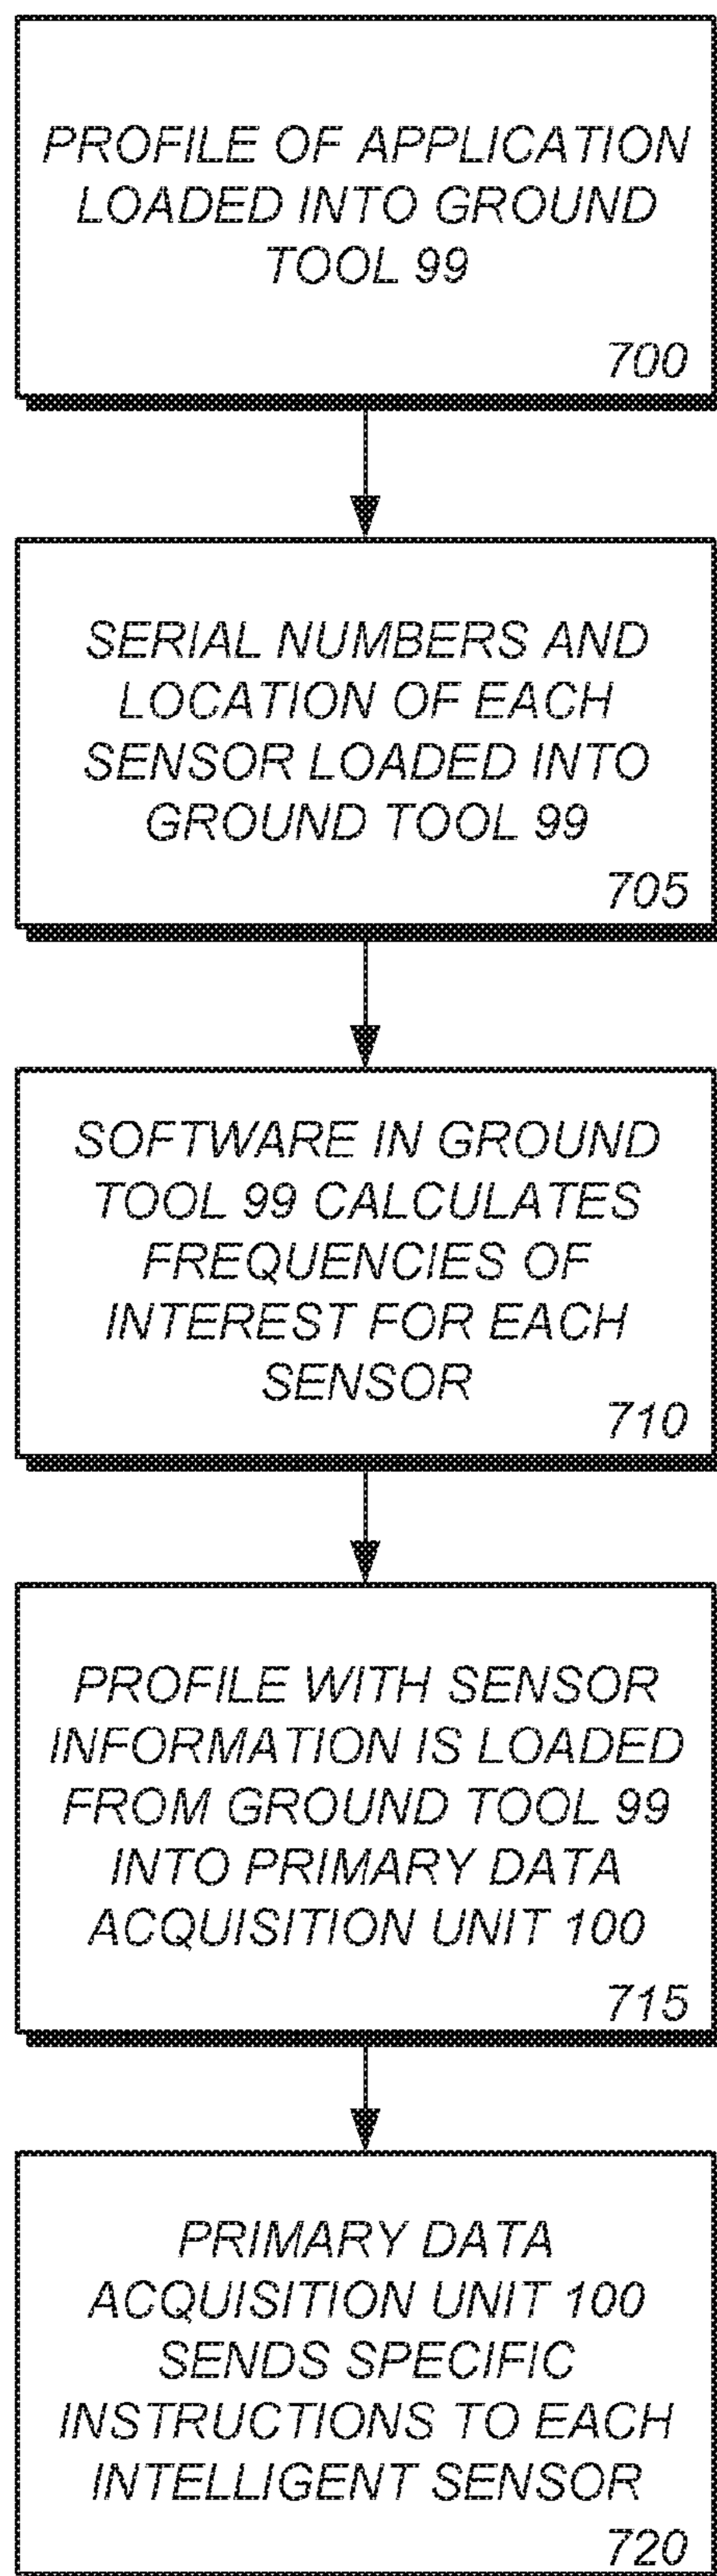 PROFILE OF APPLICATION
LOADED INTO GROUND
TOOL 99
700
SERIAL NUMBERS AND
LOCATION OF EACH
SENSOR LOADED INTO
GROUND TOOL 99
705
SOFTWARE IN GROUND
TOOL 99 CALCULATES
FREQUENCIES OF
INTEREST FOR EACH
SENSOR
710
PROFILE WITH SENSOR
INFORMATION IS LOADED
FROM GROUND TOOL 99
INTO PRIMARY DATA
ACQUISITION UNIT 100
715
PRIMARY DATA
ACQUISITION UNIT 100
SENDS SPECIFIC
INSTRUCTIONS TO EACH
INTELLIGENT SENSOR
720